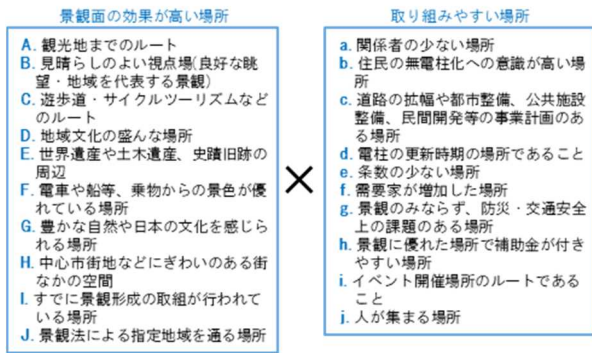 景観面の効果が高い場所
A. 観光地までのルート
B. 見晴らしのよい視点場(良好な眺
望・地域を代表する景観)
C. 遊歩道・サイクルツーリズムなど
のルート
D. 地域文化の盛んな場所
E. 世界遺産や土木遺産、史蹟旧跡の
周辺
F. 電車や船等、乗物からの景色が優
れている場所
G. 豊かな自然や日本の文化を感じら
れる場所
H. 中心市街地などにぎわいのある街
なかの空間
I. すでに景観形成の取組が行われて
いる場所
J. 景観法による指定地域を通る場所
×
取り組みやすい場所
a. 関係者の少ない場所
b. 住民の無電柱化への意識が高い場
所
c. 道路の拡幅や都市整備、公共施設
整備、民間開発等の事業計画のあ
る場所
d. 電柱の更新時期の場所であること
e. 条数の少ない場所
f. 需要家が増加した場所
g. 景観のみならず、防災・交通安全
上の課題のある場所
h. 景観に優れた場所で補助金が付き
やすい場所
i. イベント開催場所のルートである
こと
j. 人が集まる場所